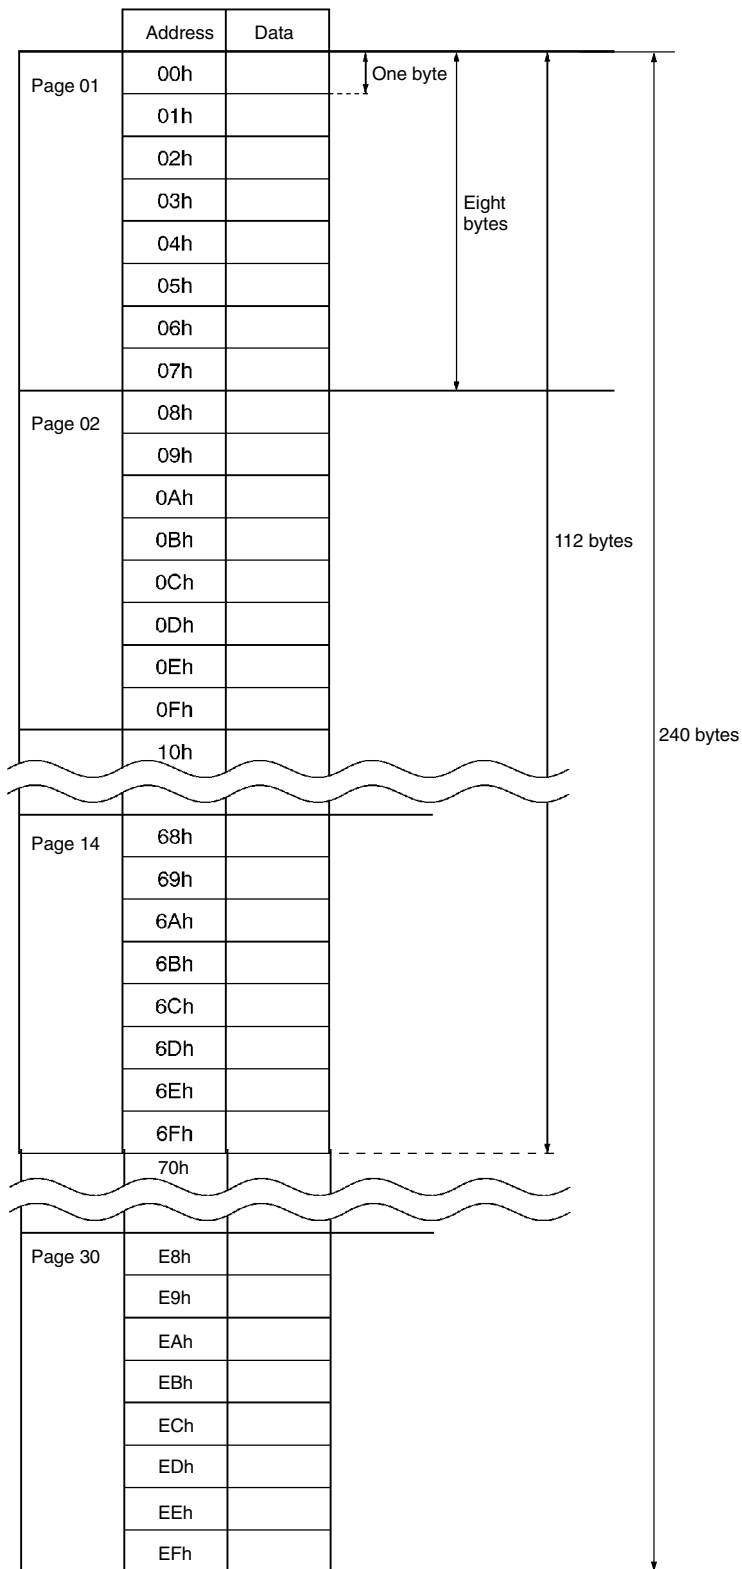 Address Data
Page 01
00h
One byte
01h
02h
03h
Eight
bytes
04h
05h
06h
07h
Page 02
08h
09h
0Ah
0Bh
112 bytes
0Ch
0Dh
0Eh
0Fh
240 bytes
10h
Page 14
68h
69h
6Ah
6Bh
6Ch
6Dh
6Eh
6Fh
70h
Page 30
E8h
E9h
EAh
EBh
ECh
EDh
EEh
EFh